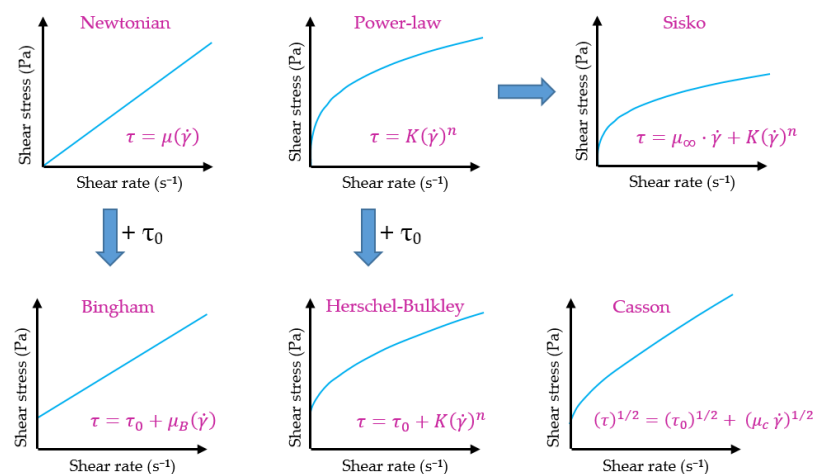 Newtonian
Shear stress (Pa)
τ = μ(γ̇)
Shear rate (s⁻¹)
Power-law
Shear stress (Pa)
τ = K(γ̇)ⁿ
Shear rate (s⁻¹)
Sisko
Shear stress (Pa)
τ = μ∞ · γ̇ + K(γ̇)ⁿ
Shear rate (s⁻¹)
+ τ₀
+ τ₀
Bingham
Shear stress (Pa)
τ = τ₀ + μ_B(γ̇)
Shear rate (s⁻¹)
Herschel-Bulkley
Shear stress (Pa)
τ = τ₀ + K(γ̇)ⁿ
Shear rate (s⁻¹)
Casson
Shear stress (Pa)
(τ)^1/2 = (τ₀)^1/2 + (μ_c γ̇)^1/2
Shear rate (s⁻¹)